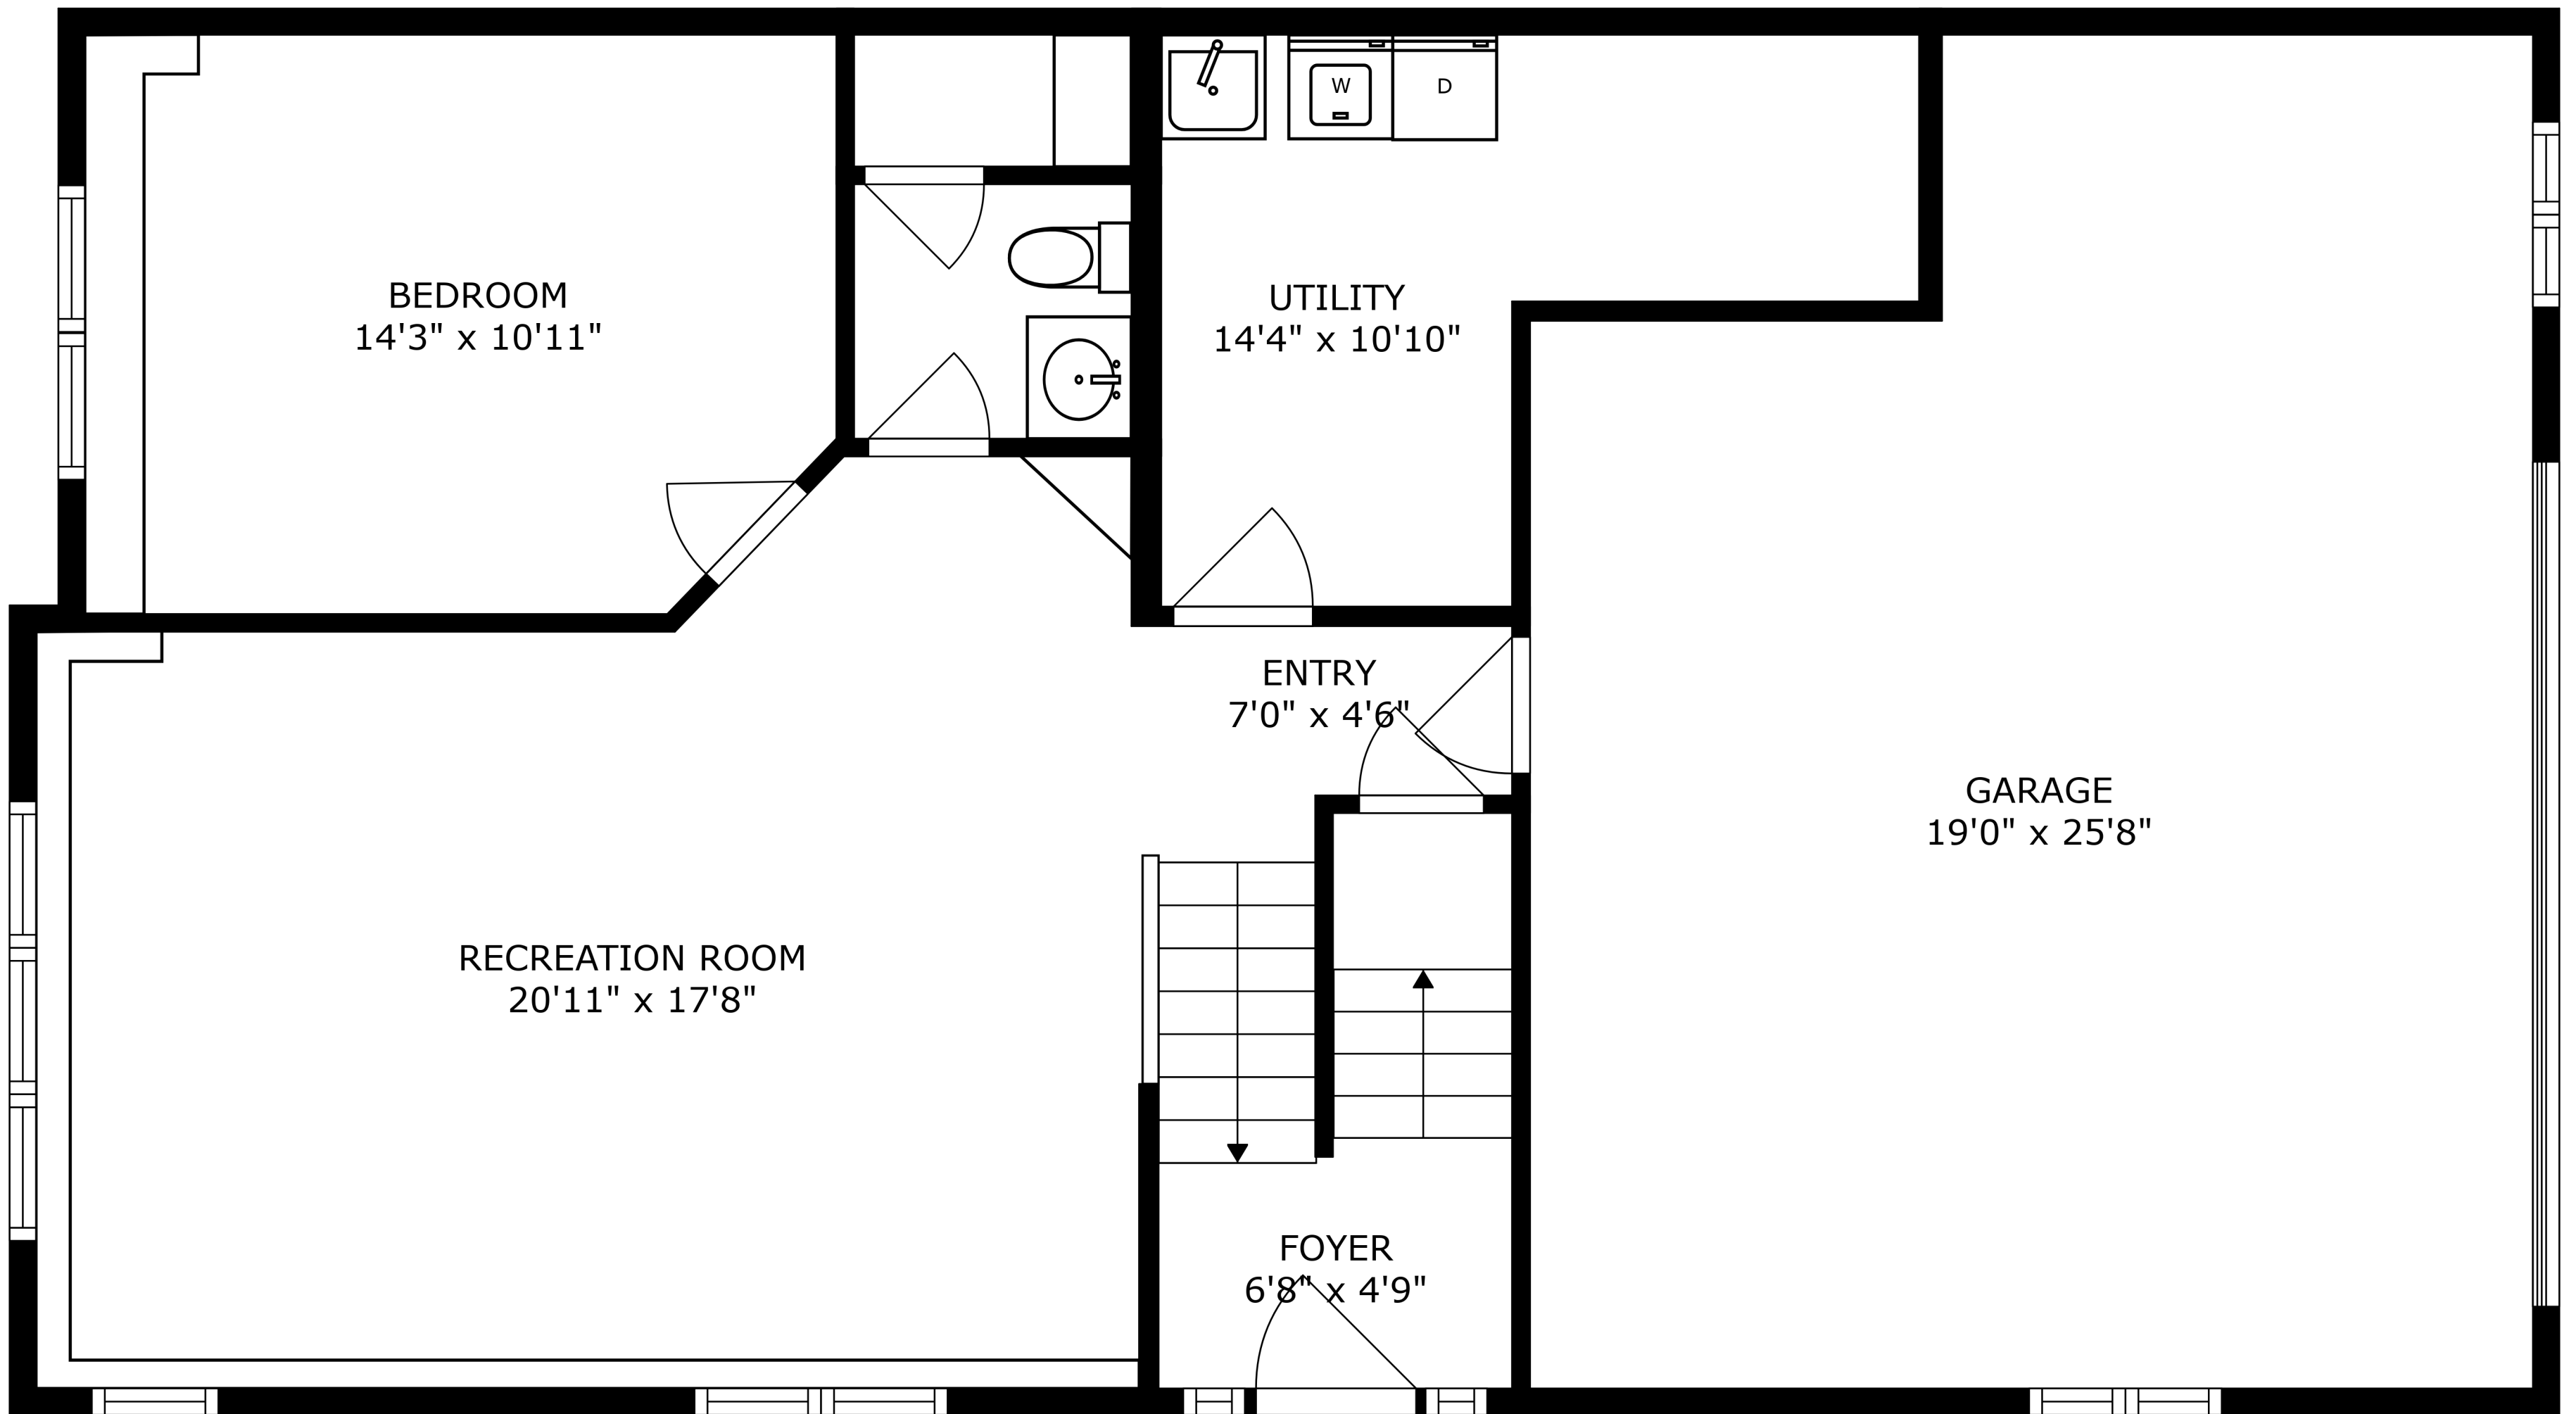 W
D
BEDROOM
14'3" x 10'11"
UTILITY
14'4" x 10'10"
ENTRY
7'0" x 4'6"
GARAGE
19'0" x 25'8"
RECREATION ROOM
20'11" x 17'8"
FOYER
6'8" x 4'9"